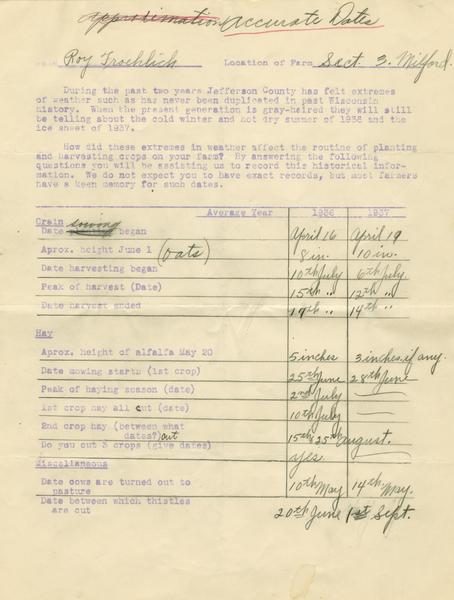 approximation Accurate Dates
Roy Froehlich Location of Farm Sect. 3. Milford.
During the past two years Jefferson County has felt extremes
of weather such as has never been duplicated in past Wisconsin
history. When the present generation is gray-haired they will still
be telling about the cold winter and hot dry summer of 1936 and the
ice sheet of 1937.
How did these extremes in weather affect the routine of planting
and harvesting crops on your farm? By answering the following
questions you will be assisting us to record this historical infor-
mation. We do not expect you to have exact records, but most farmers
have a keen memory for such dates.
Average Year 1936 1937
Grain sowing
Date began April 16 April 19
Aprox. height June 1 (oats) 8 in. 10 in.
Date harvesting began 10th July 6th July
Peak of harvest (Date) 15th " 12th "
Date harvest ended 19th " 14th "
Hay
Aprox. height of alfalfa May 20 5 inches 3 inches, if any.
Date mowing starts (1st crop) 25th June 28th June
Peak of haying season (date) 2nd July
1st crop hay all cut (date) 10th July
2nd crop hay (between what
dates?) cut 15th & 25th August.
Do you cut 3 crops (give dates) yes
Miscellaneous
Date cows are turned out to
pasture 10th May 14th May.
Date between which thistles
are cut 20th June 1st Sept.